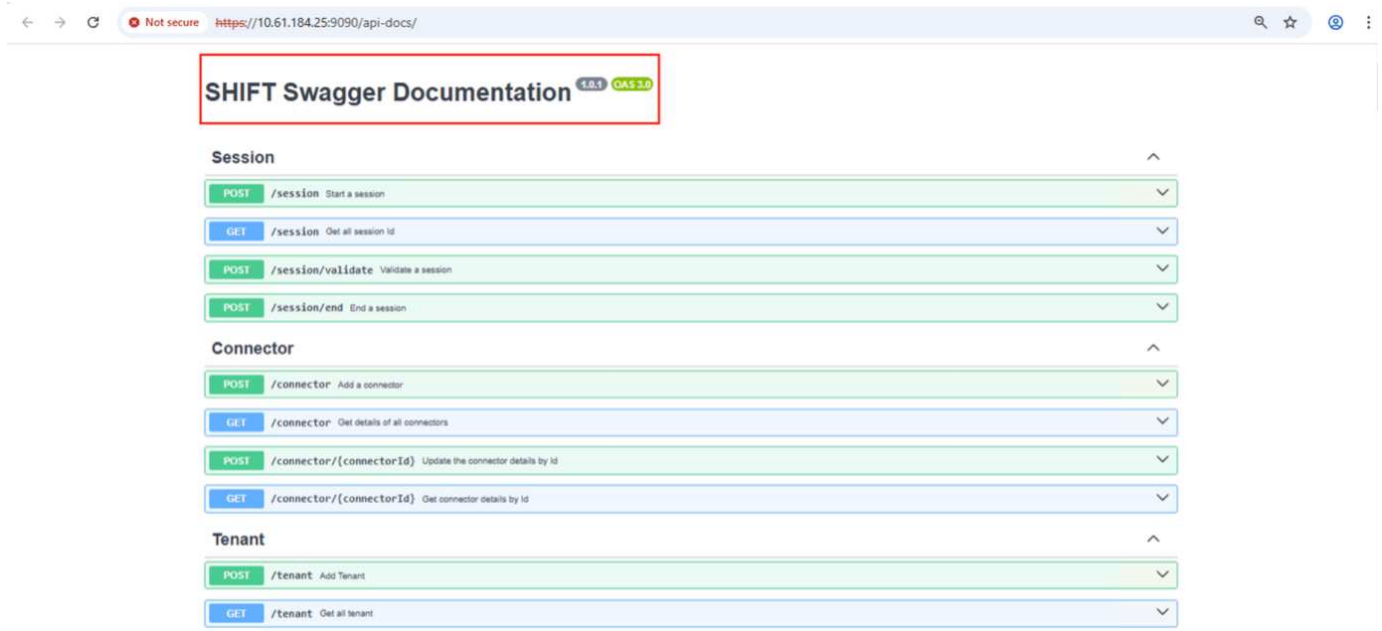 Not secure https://10.61.184.25:9090/api-docs/
SHIFT Swagger Documentation 1.0.1 OAS 3.0
Session
POST /session Start a session
GET /session Get all session Id
POST /session/validate Validate a session
POST /session/end End a session
Connector
POST /connector Add a connector
GET /connector Get details of all connectors
POST /connector/{connectorId} Update the connector details by Id
GET /connector/{connectorId} Get connector details by Id
Tenant
POST /tenant Add Tenant
GET /tenant Get all tenant